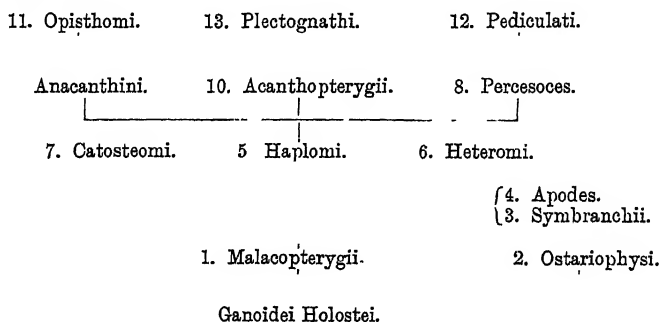 11. Opisthomi. 13. Plectognathi. 12. Pediculati.
Anacanthini. 10. Acanthopterygii. 8. Percesoces.
7. Catosteomi. 5 Haplomi. 6. Heteromi.
4. Apodes.
3. Symbranchii.
1. Malacopterygii. 2. Ostariophysi.
Ganoidei Holostei.